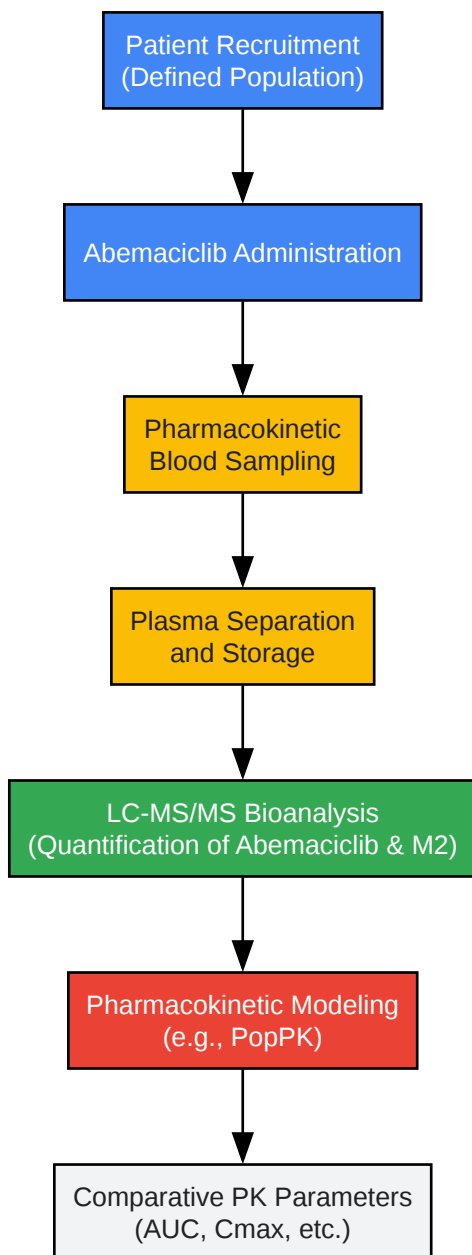 Patient Recruitment
(Defined Population)
Abemaciclib Administration
Pharmacokinetic
Blood Sampling
Plasma Separation
and Storage
LC-MS/MS Bioanalysis
(Quantification of Abemaciclib & M2)
Pharmacokinetic Modeling
(e.g., PopPK)
Comparative PK Parameters
(AUC, Cmax, etc.)